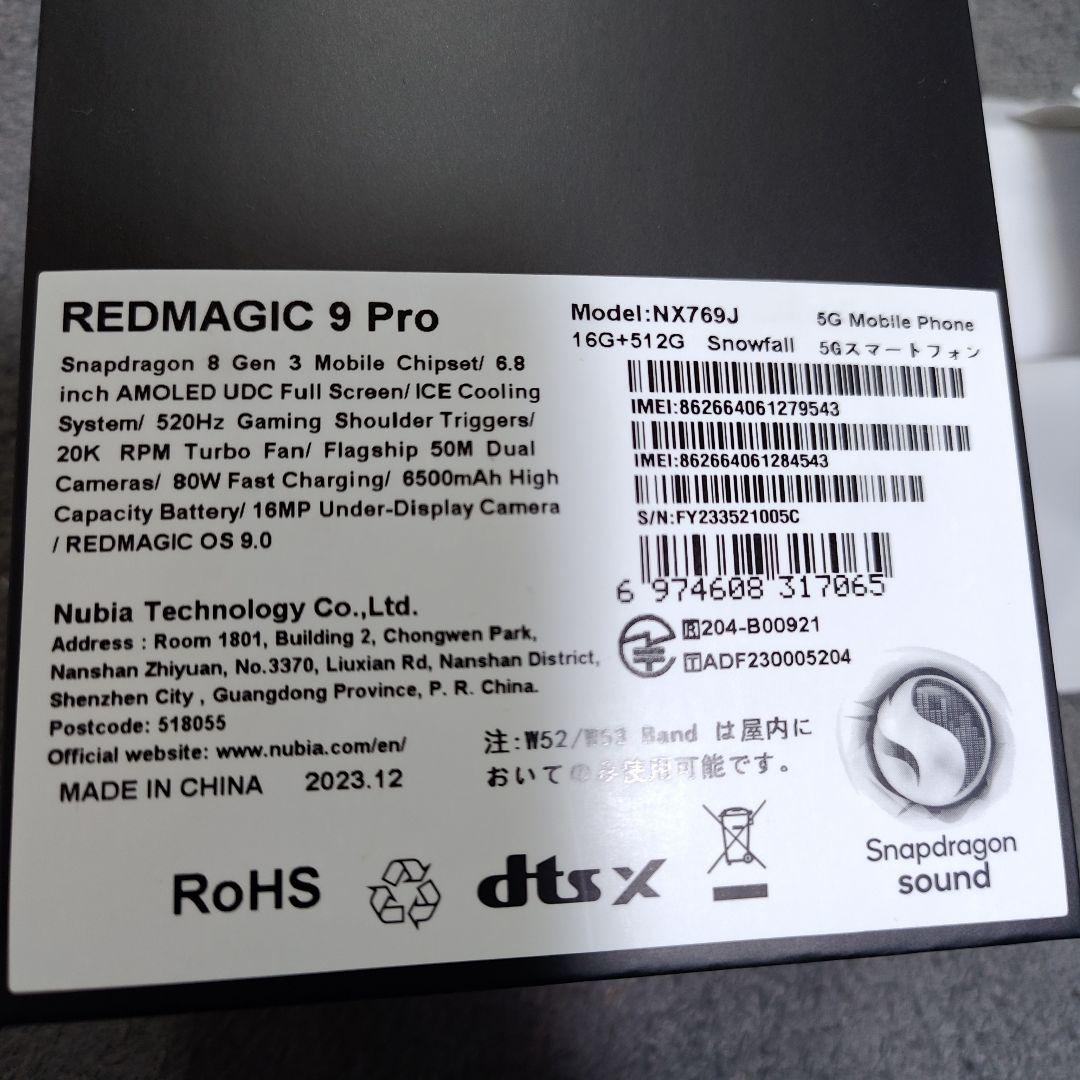 REDMAGIC 9 Pro
Snapdragon 8 Gen 3 Mobile Chipset/ 6.8
inch AMOLED UDC Full Screen/ ICE Cooling
System/ 520Hz Gaming Shoulder Triggers/
20K RPM Turbo Fan/ Flagship 50M Dual
Cameras/ 80W Fast Charging/ 6500mAh High
Capacity Battery/ 16MP Under-Display Camera
/ REDMAGIC OS 9.0
Nubia Technology Co.,Ltd.
Address : Room 1801, Building 2, Chongwen Park,
Nanshan Zhiyuan, No.3370, Liuxian Rd, Nanshan District,
Shenzhen City , Guangdong Province, P. R. China.
Postcode: 518055
Official website: www.nubia.com/en/
MADE IN CHINA 2023.12
Model:NX769J 5G Mobile Phone
16G+512G Snowfall 5Gスマートフォン
IMEI:862664061279543
IMEI:862664061284543
S/N:FY233521005C
6 974608 317065
R 204-B00921
T ADF230005204
注:W52/W53 Band は屋内に
おいてのみ使用可能です。
RoHS
dts X
Snapdragon
sound